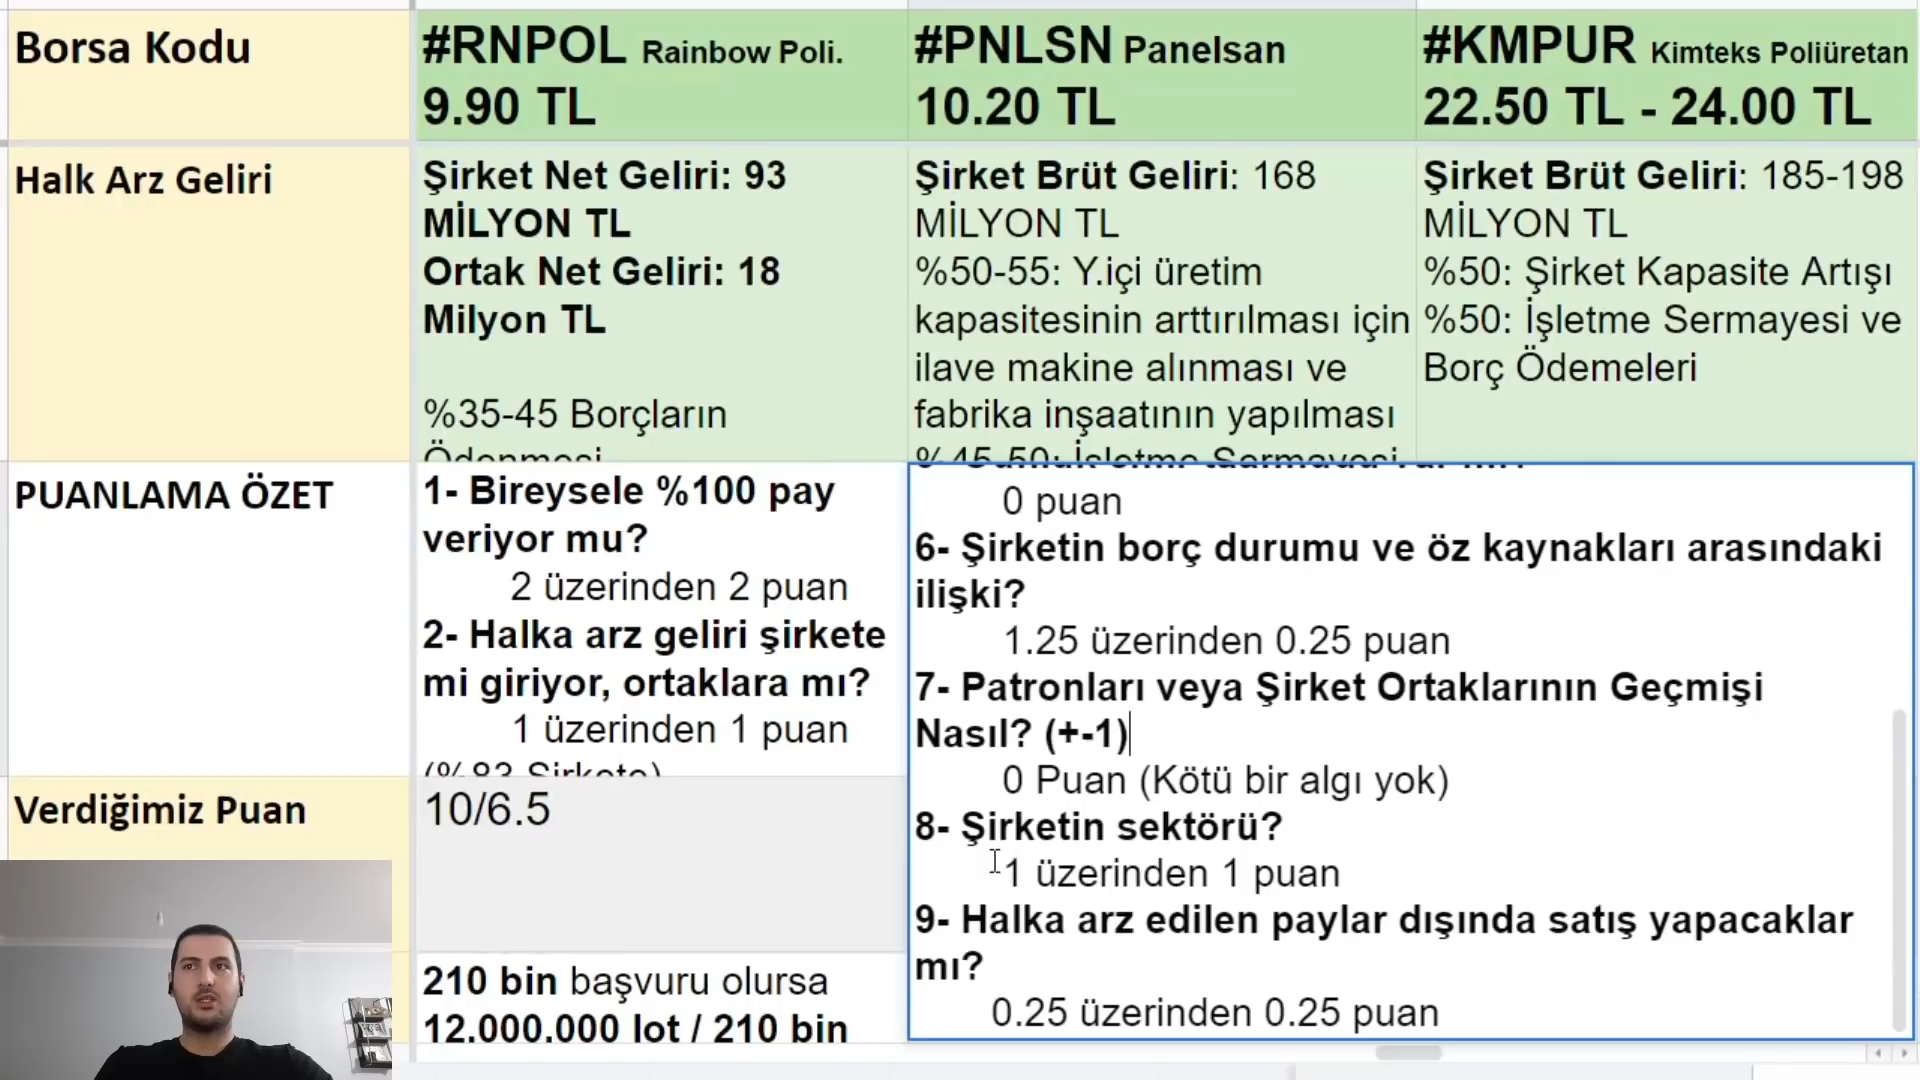 Borsa Kodu
#RNPOL Rainbow Poli.
9.90 TL
#PNLSN Panelsan
10.20 TL
#KMPUR Kimteks Poliüretan
22.50 TL - 24.00 TL
Halk Arz Geliri
Şirket Net Geliri: 93
MİLYON TL
Ortak Net Geliri: 18
Milyon TL
%35-45 Borçların
Ödenmesi
Şirket Brüt Geliri: 168
MİLYON TL
%50-55: Y.içi üretim
kapasitesinin arttırılması için
ilave makine alınması ve
fabrika inşaatının yapılması
%45-50: İşletme Sermayesi
Şirket Brüt Geliri: 185-198
MİLYON TL
%50: Şirket Kapasite Artışı
%50: İşletme Sermayesi ve
Borç Ödemeleri
PUANLAMA ÖZET
1- Bireysele %100 pay
veriyor mu?
2 üzerinden 2 puan
2- Halka arz geliri şirkete
mi giriyor, ortaklara mı?
1 üzerinden 1 puan
(%83 Şirkete)
0 puan
6- Şirketin borç durumu ve öz kaynakları arasındaki
ilişki?
1.25 üzerinden 0.25 puan
7- Patronları veya Şirket Ortaklarının Geçmişi
Nasıl? (+-1)
0 Puan (Kötü bir algı yok)
8- Şirketin sektörü?
1 üzerinden 1 puan
9- Halka arz edilen paylar dışında satış yapacaklar
mı?
0.25 üzerinden 0.25 puan
Verdiğimiz Puan
10/6.5
210 bin başvuru olursa
12.000.000 lot / 210 bin